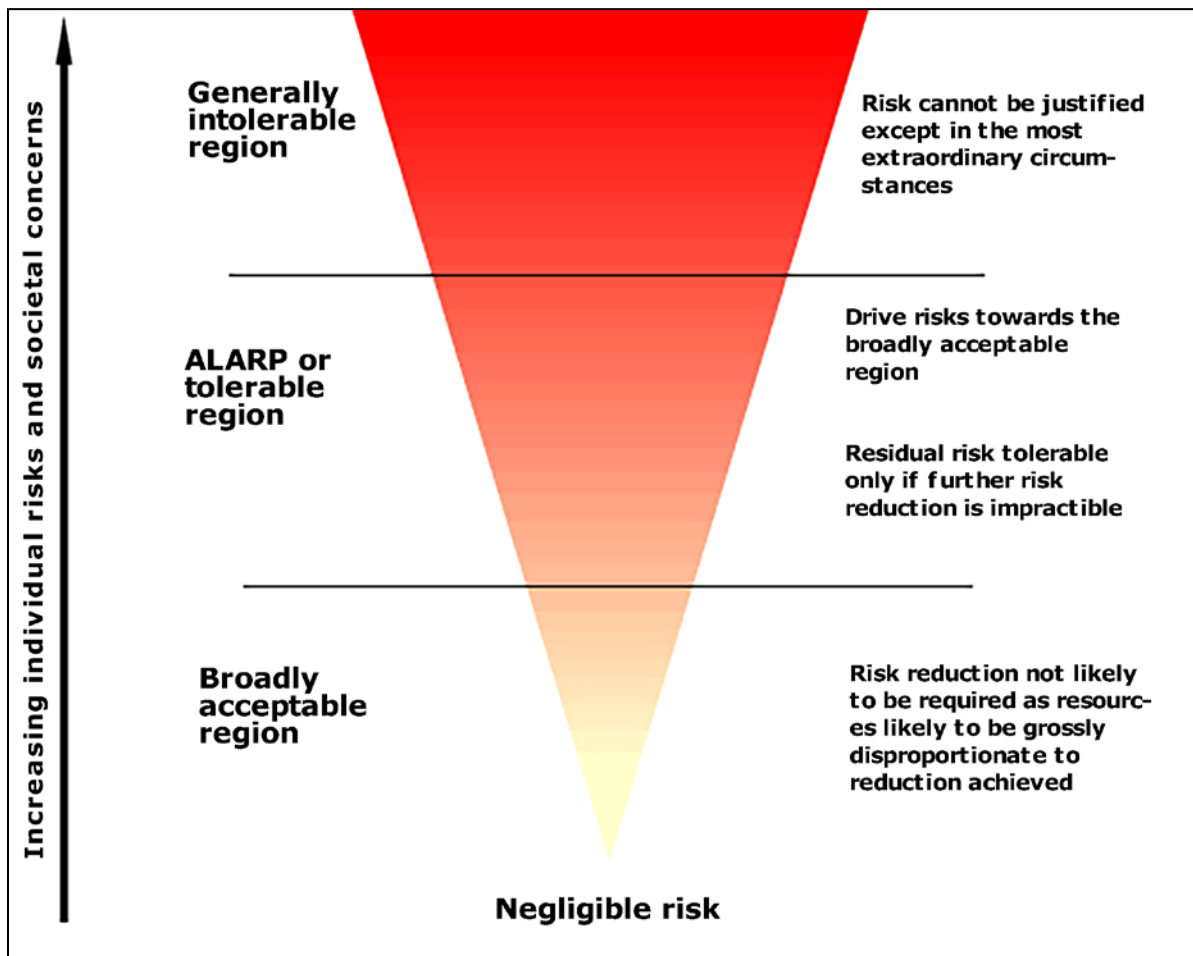 Increasing individual risks and societal concerns
Generally
intolerable
region
Risk cannot be justified
except in the most
extraordinary circum-
stances
ALARP or
tolerable
region
Drive risks towards the
broadly acceptable
region
Residual risk tolerable
only if further risk
reduction is impractible
Broadly
acceptable
region
Risk reduction not likely
to be required as resourc-
es likely to be grossly
disproportionate to
reduction achieved
Negligible risk